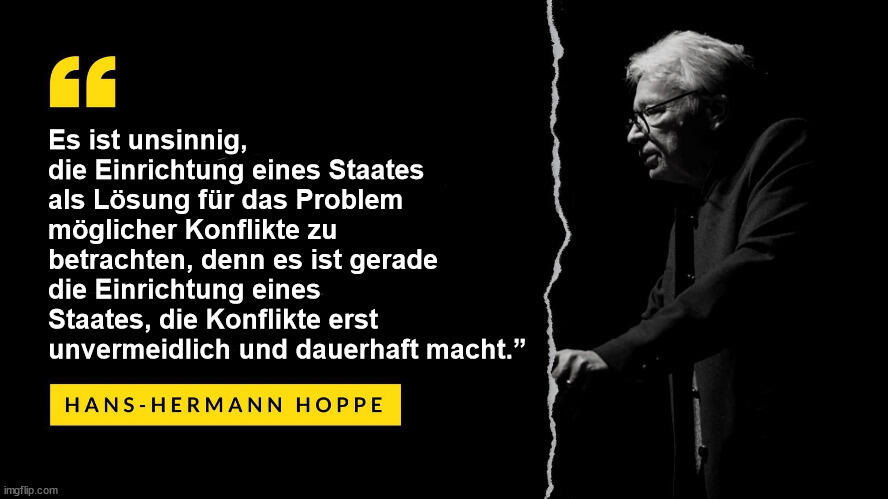 “
Es ist unsinnig,
die Einrichtung eines Staates
als Lösung für das Problem
möglicher Konflikte zu
betrachten, denn es ist gerade
die Einrichtung eines
Staates, die Konflikte erst
unvermeidlich und dauerhaft macht.”
HANS-HERMANN HOPPE
imgflip.com